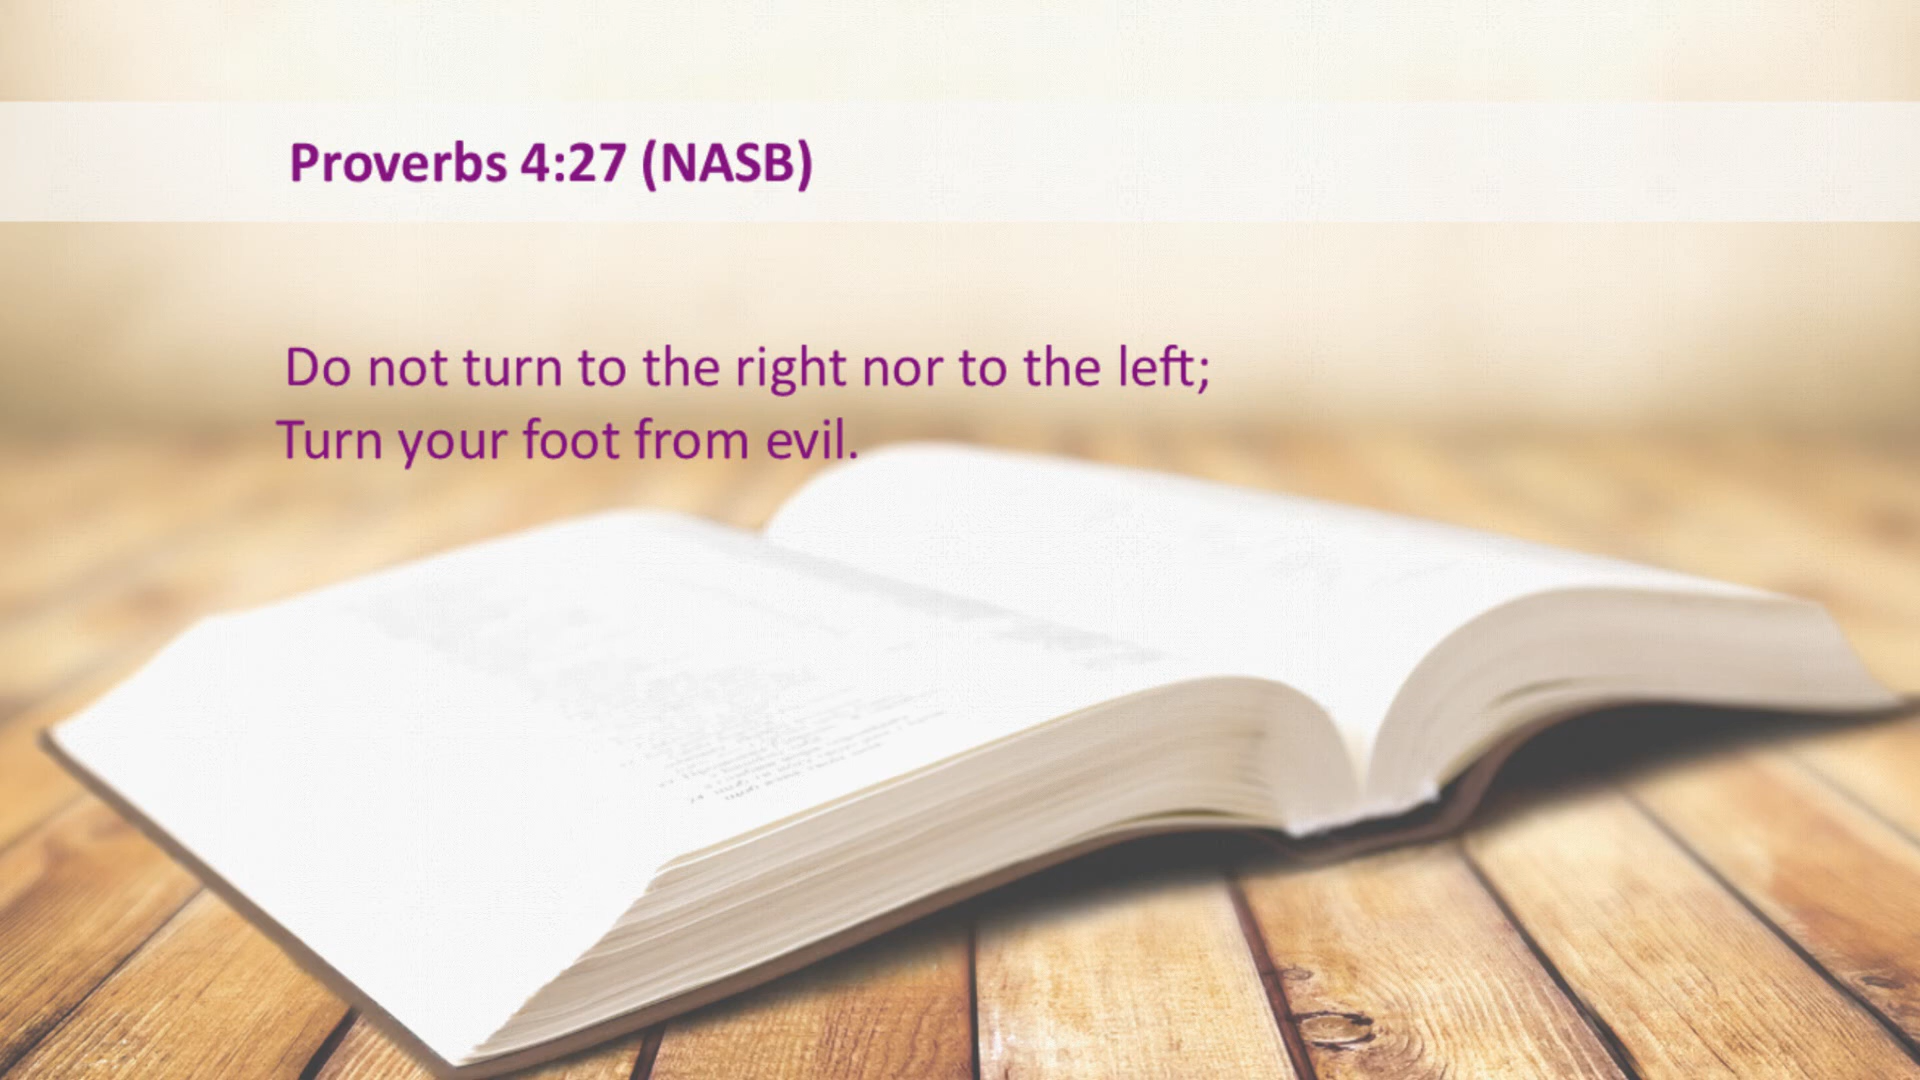 Proverbs 4:27 (NASB)
Do not turn to the right nor to the left;
Turn your foot from evil.